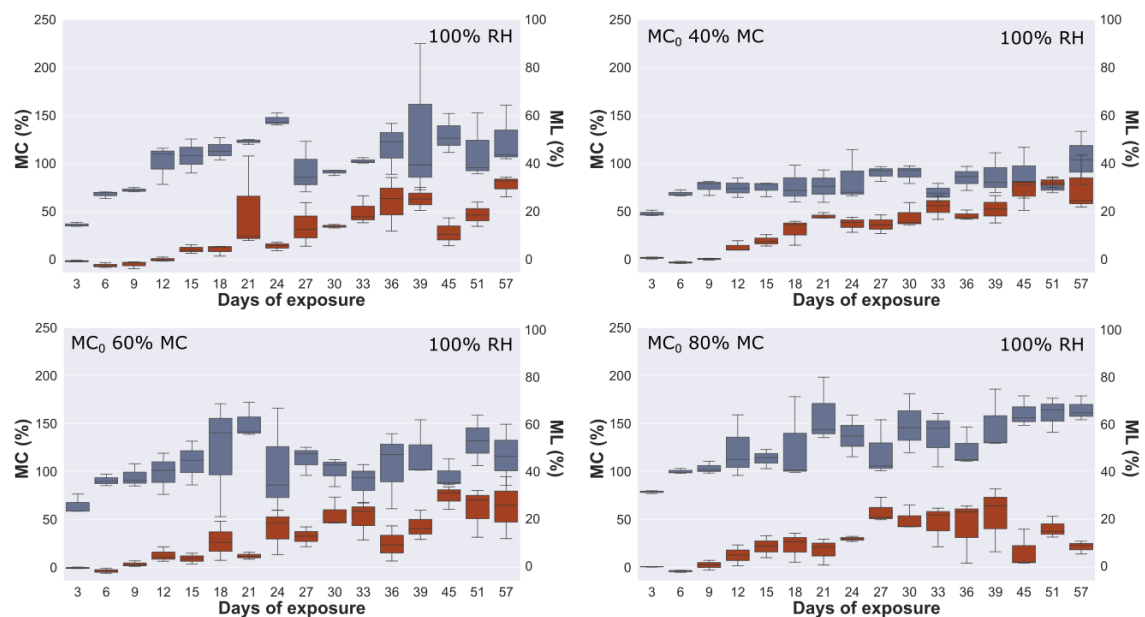 100% RH
MC (%)
250
200
150
100
50
0
ML (%)
100
80
60
40
20
0
3 6 9 12 15 18 21 24 27 30 33 36 39 45 51 57
Days of exposure
MC₀ 40% MC 100% RH
MC (%)
250
200
150
100
50
0
ML (%)
100
80
60
40
20
0
3 6 9 12 15 18 21 24 27 30 33 36 39 45 51 57
Days of exposure
MC₀ 60% MC 100% RH
MC (%)
250
200
150
100
50
0
ML (%)
100
80
60
40
20
0
3 6 9 12 15 18 21 24 27 30 33 36 39 45 51 57
Days of exposure
MC₀ 80% MC 100% RH
MC (%)
250
200
150
100
50
0
ML (%)
100
80
60
40
20
0
3 6 9 12 15 18 21 24 27 30 33 36 39 45 51 57
Days of exposure